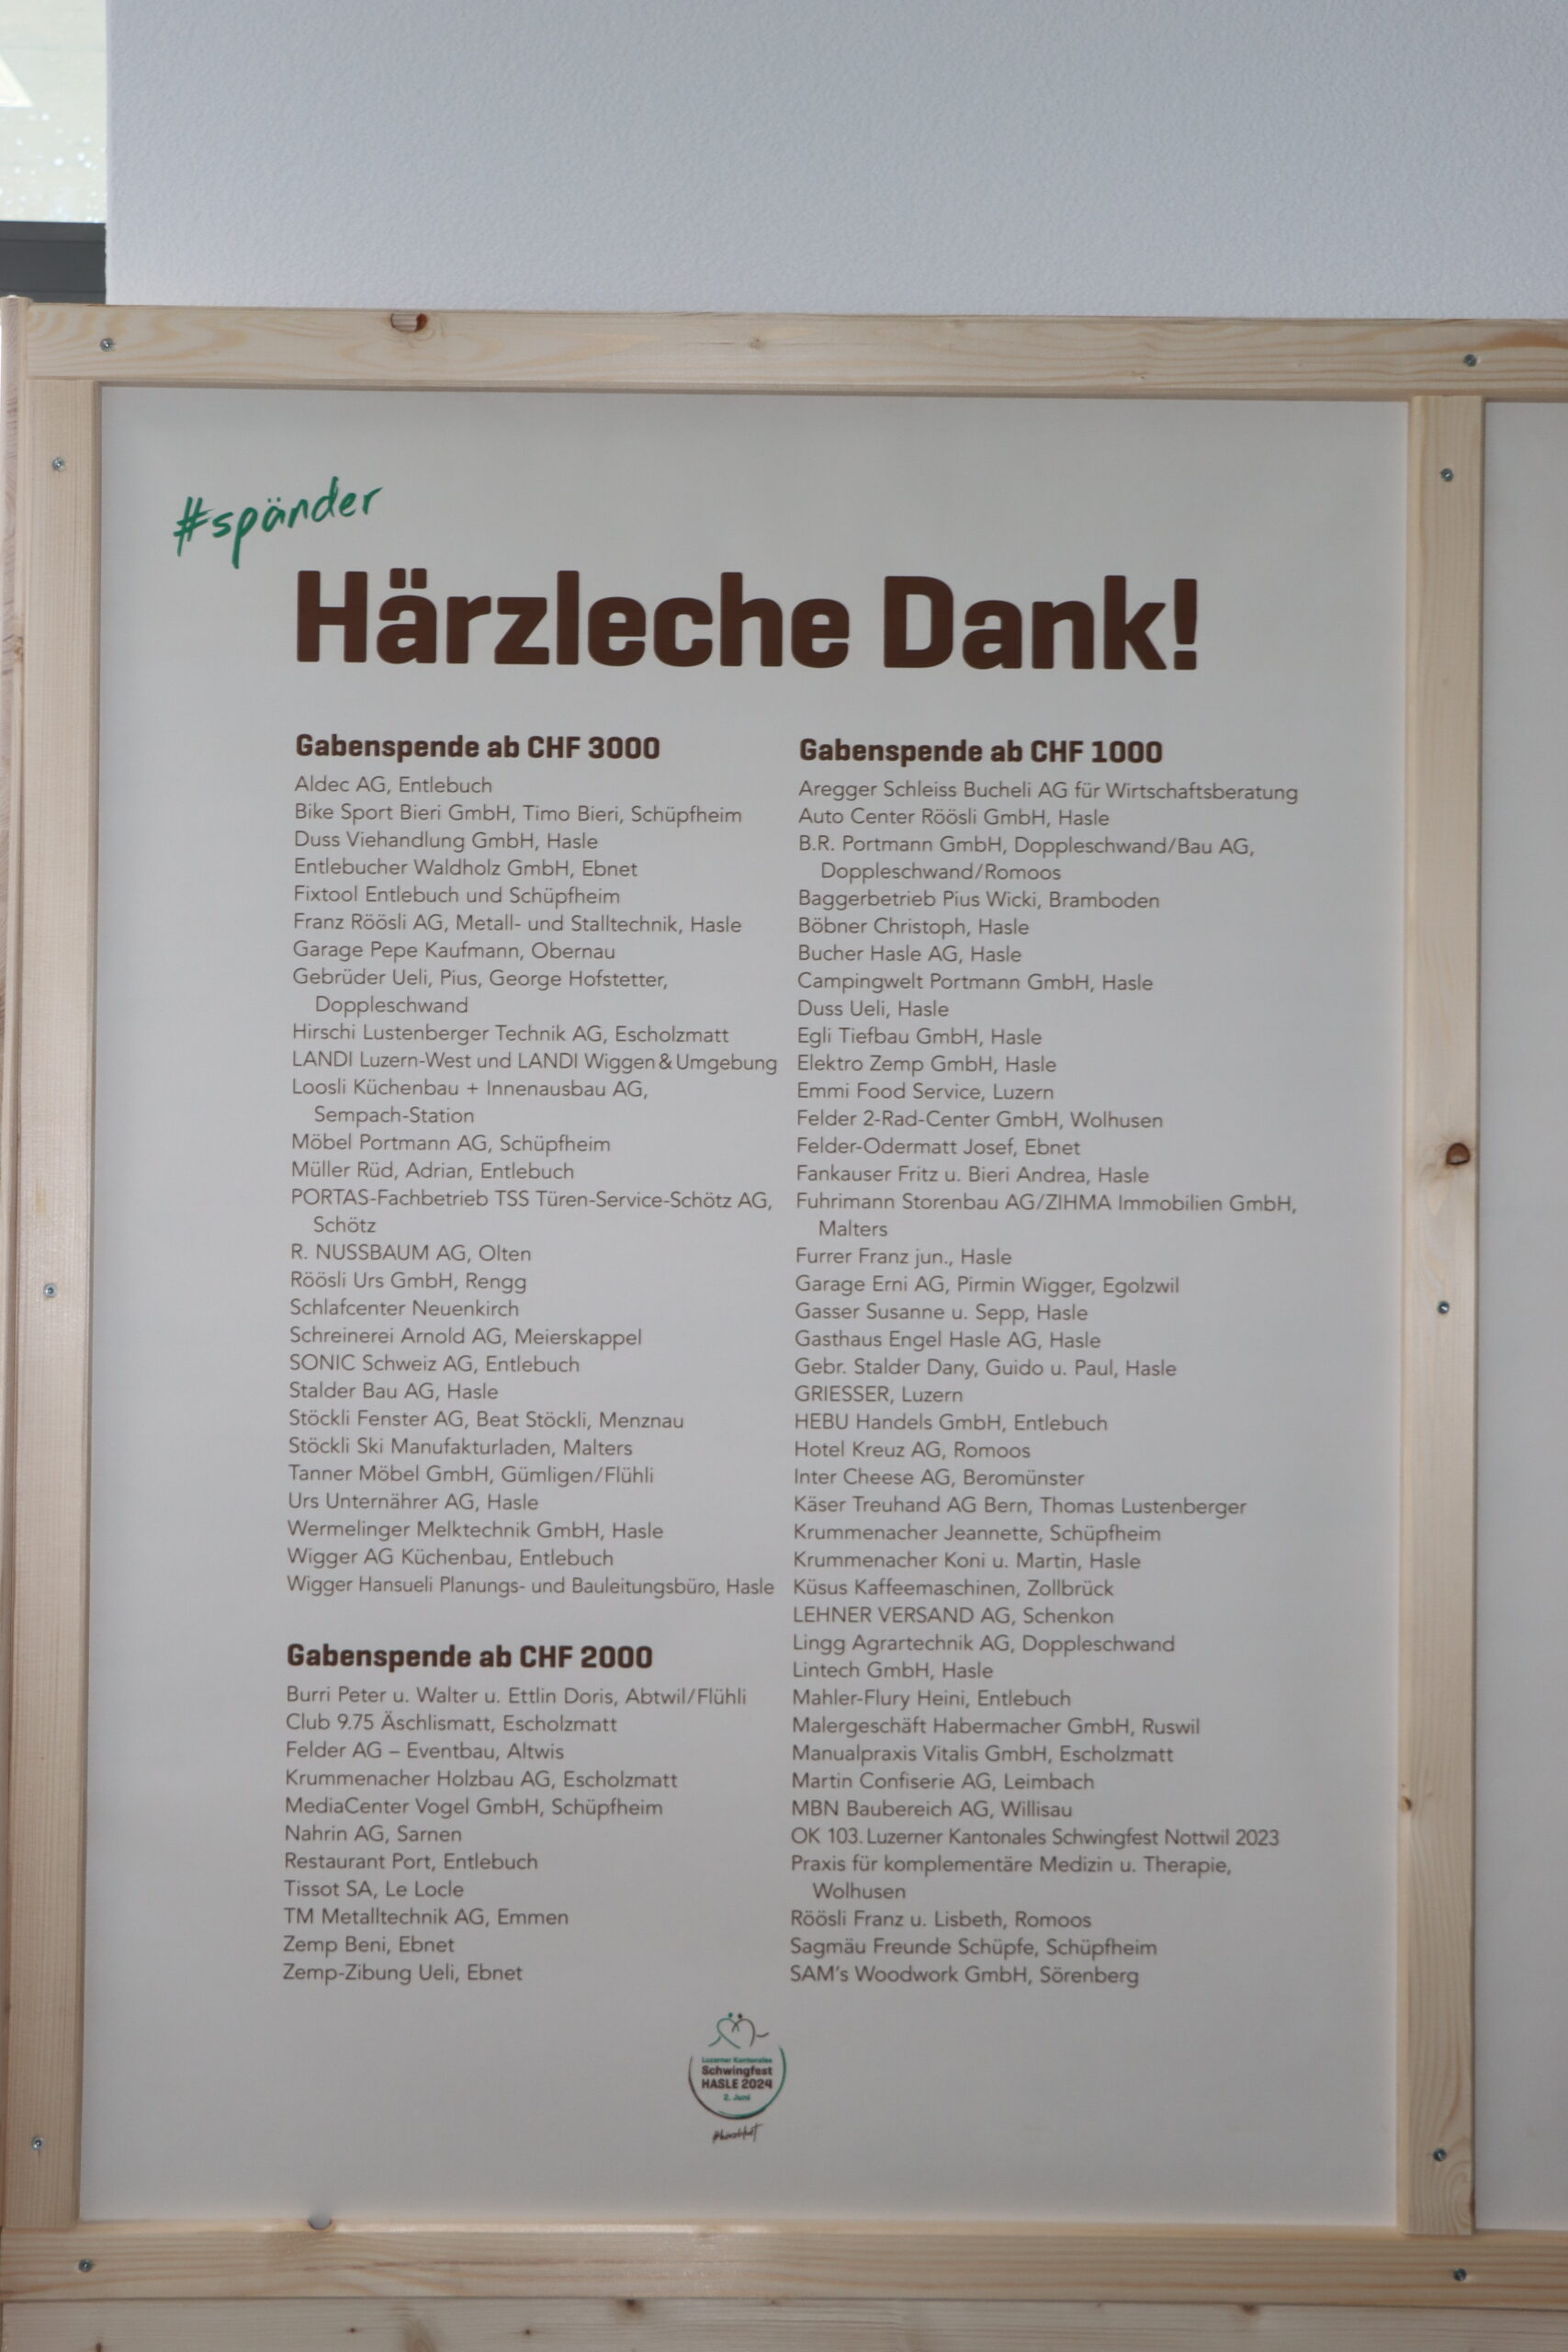 #spänder
Härzleche Dank!
Gabenspende ab CHF 3000
Aldec AG, Entlebuch
Bike Sport Bieri GmbH, Timo Bieri, Schüpfheim
Duss Viehandlung GmbH, Hasle
Entlebucher Waldholz GmbH, Ebnet
Fixtool Entlebuch und Schüpfheim
Franz Röösli AG, Metall- und Stalltechnik, Hasle
Garage Pepe Kaufmann, Obernau
Gebrüder Ueli, Pius, George Hofstetter,
Doppleschwand
Hirschi Lustenberger Technik AG, Escholzmatt
LANDI Luzern-West und LANDI Wiggen & Umgebung
Loosli Küchenbau + Innenausbau AG,
Sempach-Station
Möbel Portmann AG, Schüpfheim
Müller Rüd, Adrian, Entlebuch
PORTAS-Fachbetrieb TSS Türen-Service-Schötz AG,
Schötz
R. NUSSBAUM AG, Olten
Röösli Urs GmbH, Rengg
Schlafcenter Neuenkirch
Schreinerei Arnold AG, Meierskappel
SONIC Schweiz AG, Entlebuch
Stalder Bau AG, Hasle
Stöckli Fenster AG, Beat Stöckli, Menznau
Stöckli Ski Manufakturladen, Malters
Tanner Möbel GmbH, Gümligen/Flühli
Urs Unternährer AG, Hasle
Wermelinger Melktechnik GmbH, Hasle
Wigger AG Küchenbau, Entlebuch
Wigger Hansueli Planungs- und Bauleitungsbüro, Hasle
Gabenspende ab CHF 2000
Burri Peter u. Walter u. Ettlin Doris, Abtwil/Flühli
Club 9.75 Äschlismatt, Escholzmatt
Felder AG – Eventbau, Altwis
Krummenacher Holzbau AG, Escholzmatt
MediaCenter Vogel GmbH, Schüpfheim
Nahrin AG, Sarnen
Restaurant Port, Entlebuch
Tissot SA, Le Locle
TM Metalltechnik AG, Emmen
Zemp Beni, Ebnet
Zemp-Zibung Ueli, Ebnet
Gabenspende ab CHF 1000
Aregger Schleiss Bucheli AG für Wirtschaftsberatung
Auto Center Röösli GmbH, Hasle
B.R. Portmann GmbH, Doppleschwand/Bau AG,
Doppleschwand/Romoos
Baggerbetrieb Pius Wicki, Bramboden
Böbner Christoph, Hasle
Bucher Hasle AG, Hasle
Campingwelt Portmann GmbH, Hasle
Duss Ueli, Hasle
Egli Tiefbau GmbH, Hasle
Elektro Zemp GmbH, Hasle
Emmi Food Service, Luzern
Felder 2-Rad-Center GmbH, Wolhusen
Felder-Odermatt Josef, Ebnet
Fankauser Fritz u. Bieri Andrea, Hasle
Fuhrimann Storenbau AG/ZIHMA Immobilien GmbH,
Malters
Furrer Franz jun., Hasle
Garage Erni AG, Pirmin Wigger, Egolzwil
Gasser Susanne u. Sepp, Hasle
Gasthaus Engel Hasle AG, Hasle
Gebr. Stalder Dany, Guido u. Paul, Hasle
GRIESSER, Luzern
HEBU Handels GmbH, Entlebuch
Hotel Kreuz AG, Romoos
Inter Cheese AG, Beromünster
Käser Treuhand AG Bern, Thomas Lustenberger
Krummenacher Jeannette, Schüpfheim
Krummenacher Koni u. Martin, Hasle
Küsus Kaffeemaschinen, Zollbrück
LEHNER VERSAND AG, Schenkon
Lingg Agrartechnik AG, Doppleschwand
Lintech GmbH, Hasle
Mahler-Flury Heini, Entlebuch
Malergeschäft Habermacher GmbH, Ruswil
Manualpraxis Vitalis GmbH, Escholzmatt
Martin Confiserie AG, Leimbach
MBN Baubereich AG, Willisau
OK 103. Luzerner Kantonales Schwingfest Nottwil 2023
Praxis für komplementäre Medizin u. Therapie,
Wolhusen
Röösli Franz u. Lisbeth, Romoos
Sagmäu Freunde Schüpfe, Schüpfheim
SAM's Woodwork GmbH, Sörenberg
Luzerner Kantonales
Schwingfest
HASLE 2024
2. Juni